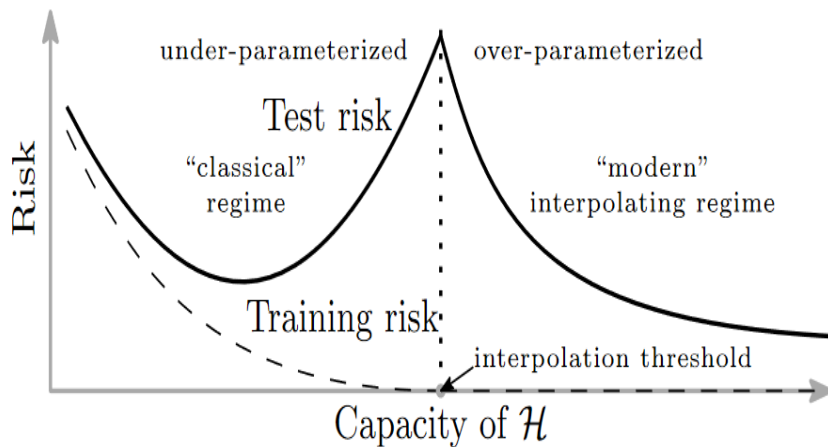 under-parameterized
over-parameterized
Test risk
“classical”
regime
“modern”
interpolating regime
Risk
Training risk
interpolation threshold
Capacity of ℋ